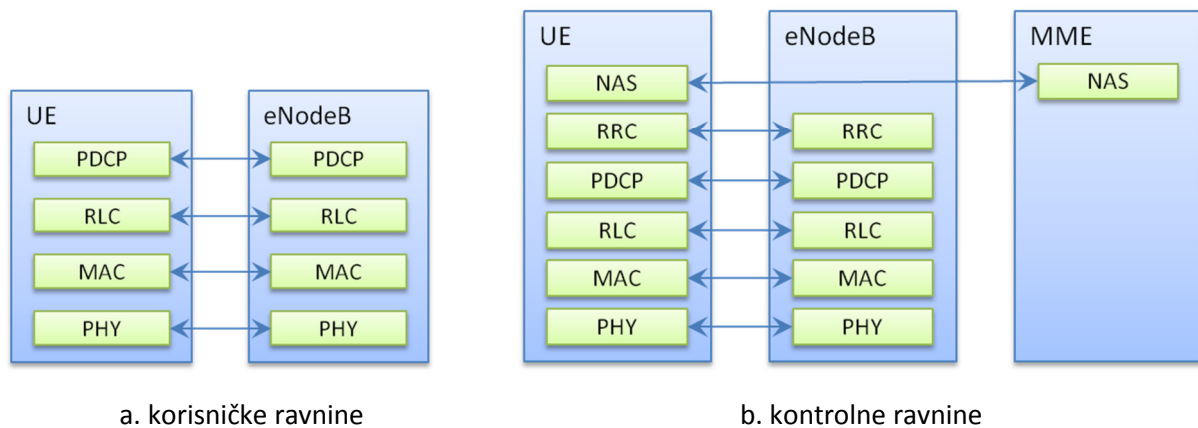 UE
eNodeB
PDCP
PDCP
RLC
RLC
MAC
MAC
PHY
PHY
a. korisničke ravnine
UE
eNodeB
MME
NAS
NAS
RRC
RRC
PDCP
PDCP
RLC
RLC
MAC
MAC
PHY
PHY
b. kontrolne ravnine